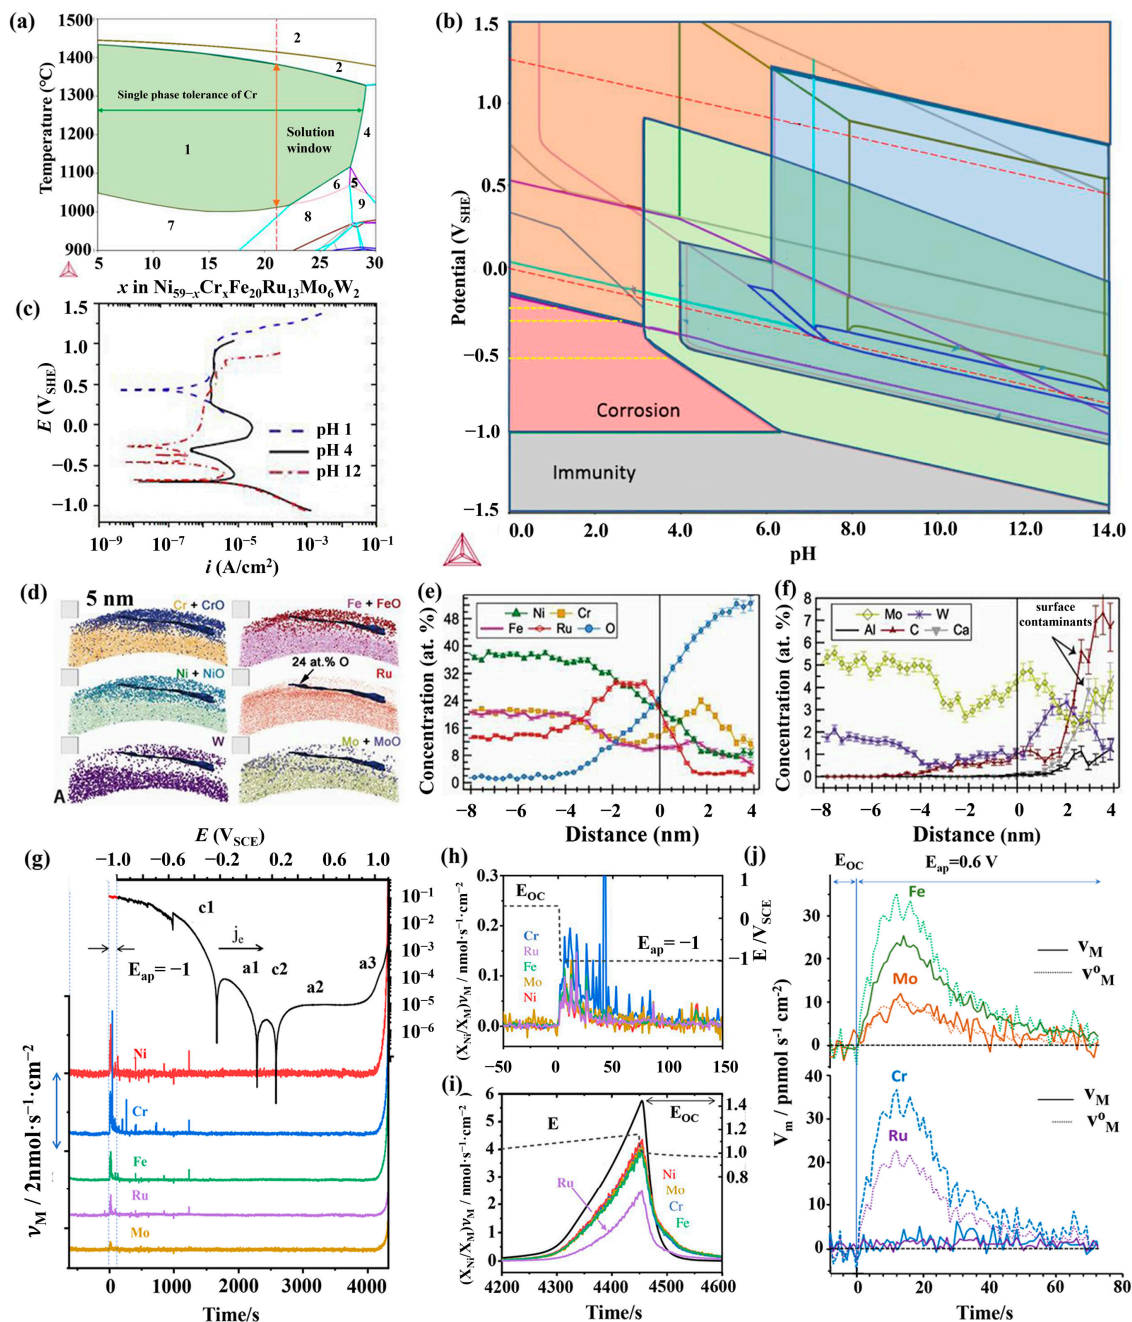 (a)
1500
1400
1300
1200
1100
1000
900
Temperature (°C)
2
2
Single phase tolerance of Cr
Solution
window
1
4
5
6
7
8
9
5 10 15 20 25 30
x in Ni59−xCrxFe20Ru13Mo6W2
(b)
1.0
0.5
0.0
−0.5
−1.0
−1.5
Potential (VSHE)
Corrosion
Immunity
0.0 2.0 4.0 6.0 8.0 10.0 12.0 14.0
pH
(c)
1.0
0.5
0.0
−0.5
−1.0
E (VSHE)
pH 1
pH 4
pH 12
10−9 10−7 10−5 10−3 10−1
i (A/cm2)
(d)
5 nm
Cr + CrO
Fe + FeO
Ni + NiO
24 at.% O
Ru
W
Mo + MoO
A
(e)
60
48
40
32
24
16
8
0
Concentration (at. %)
Ni Cr
Fe Ru O
−8 −6 −4 −2 0 2 4
Distance (nm)
(f)
8
7
6
5
4
3
2
1
0
Concentration (at. %)
Mo W
Al C Ca
surface
contaminants
−8 −6 −4 −2 0 2 4
Distance (nm)
(g)
E (VSCE)
−1.0 −0.6 −0.2 0.2 0.6 1.0
10−1
10−2
10−3
10−4
10−5
10−6
c1
je
Eap= −1
a1 c2
a2
a3
Ni
Cr
Fe
Ru
Mo
νM / 2nmol·s−1·cm−2
0 1000 2000 3000 4000
Time/s
(h)
0.3
0.2
0.1
0.0
(XNi/XM)νM / nmol·s−1·cm−2
EOC
Cr
Ru
Fe
Mo
Ni
Eap= −1
1
0
−1
E /VSCE
−50 0 50 100 150
(i)
6
5
4
3
2
1
0
(XNi/XM)νM / nmol·s−1·cm−2
E
EOC
Ru
Ni
Mo
Cr
Fe
1.4
1.2
1.0
0.8
4200 4300 4400 4500 4600
Time/s
(j)
EOC
Eap=0.6 V
Fe
Mo
vM
voM
30
20
10
0
Vm / pnmol s−1 cm−2
Cr
Ru
vM
voM
40
30
20
10
0
0 20 40 60 80
Time/s